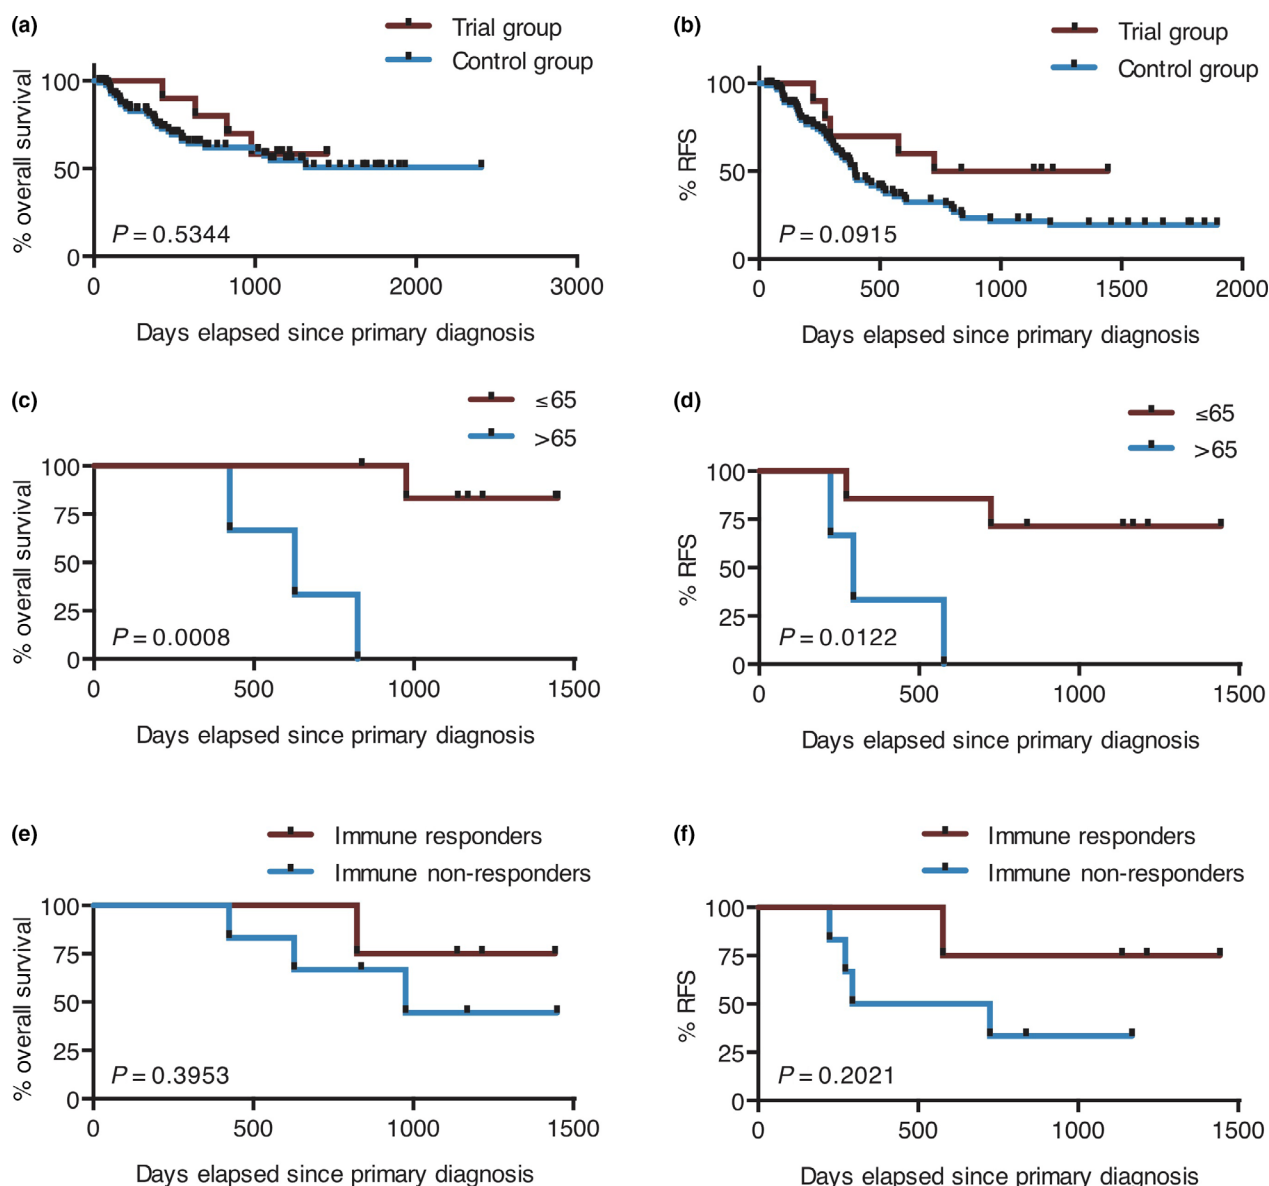 (a)
Trial group
Control group
% overall survival
100
50
0
P = 0.5344
0 1000 2000 3000
Days elapsed since primary diagnosis
(b)
Trial group
Control group
% RFS
100
50
0
P = 0.0915
0 500 1000 1500 2000
Days elapsed since primary diagnosis
(c)
≤65
>65
% overall survival
100
75
50
25
0
P = 0.0008
0 500 1000 1500
Days elapsed since primary diagnosis
(d)
≤65
>65
% RFS
100
75
50
25
0
P = 0.0122
0 500 1000 1500
Days elapsed since primary diagnosis
(e)
Immune responders
Immune non-responders
% overall survival
100
75
50
25
0
P = 0.3953
0 500 1000 1500
Days elapsed since primary diagnosis
(f)
Immune responders
Immune non-responders
% RFS
100
75
50
25
0
P = 0.2021
0 500 1000 1500
Days elapsed since primary diagnosis